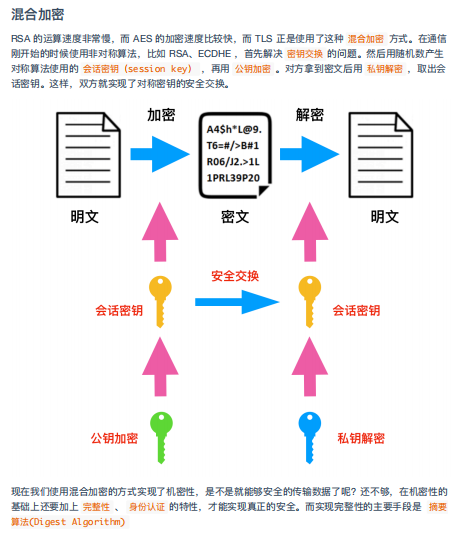 混合加密
RSA 的运算速度非常慢，而 AES 的加密速度比较快，而 TLS 正是使用了这种 混合加密 方式。在通信
刚开始的时候使用非对称算法，比如 RSA、ECDHE ，首先解决 密钥交换 的问题。然后用随机数产生
对称算法使用的 会话密钥（session key） ，再用 公钥加密 。对方拿到密文后用 私钥解密 ，取出会
话密钥。这样，双方就实现了对称密钥的安全交换。
加密
解密
A4$h*L@9.
T6=#/>B#1
R06/J2.>1L
1PRL39P20
明文
密文
明文
安全交换
会话密钥
会话密钥
公钥加密
私钥解密
现在我们使用混合加密的方式实现了机密性，是不是就能够安全的传输数据了呢？还不够，在机密性的
基础上还要加上 完整性 、 身份认证 的特性，才能实现真正的安全。而实现完整性的主要手段是 摘要
算法(Digest Algorithm)